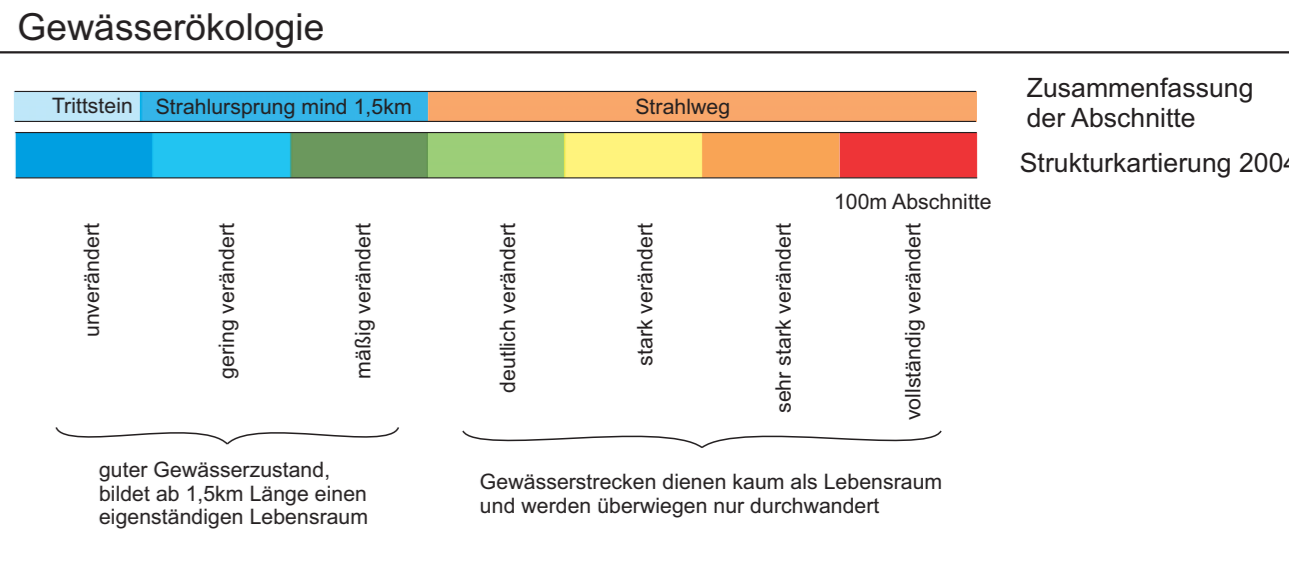 Gewässerökologie
Trittstein
Strahlursprung mind 1,5km
Strahlweg
Zusammenfassung
der Abschnitte
Strukturkartierung 2004
100m Abschnitte
unverändert
gering verändert
mäßig verändert
deutlich verändert
stark verändert
sehr stark verändert
vollständig verändert
guter Gewässerzustand,
bildet ab 1,5km Länge einen
eigenständigen Lebensraum
Gewässerstrecken dienen kaum als Lebensraum
und werden überwiegen nur durchwandert